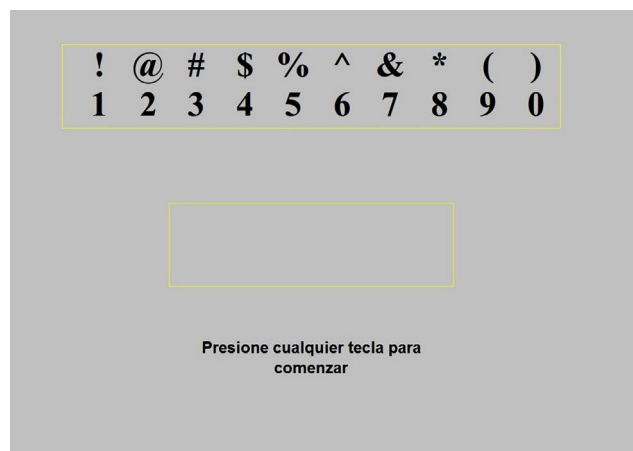 ! @ # $ % ^ & * ( )
1 2 3 4 5 6 7 8 9 0
Presione cualquier tecla para
comenzar